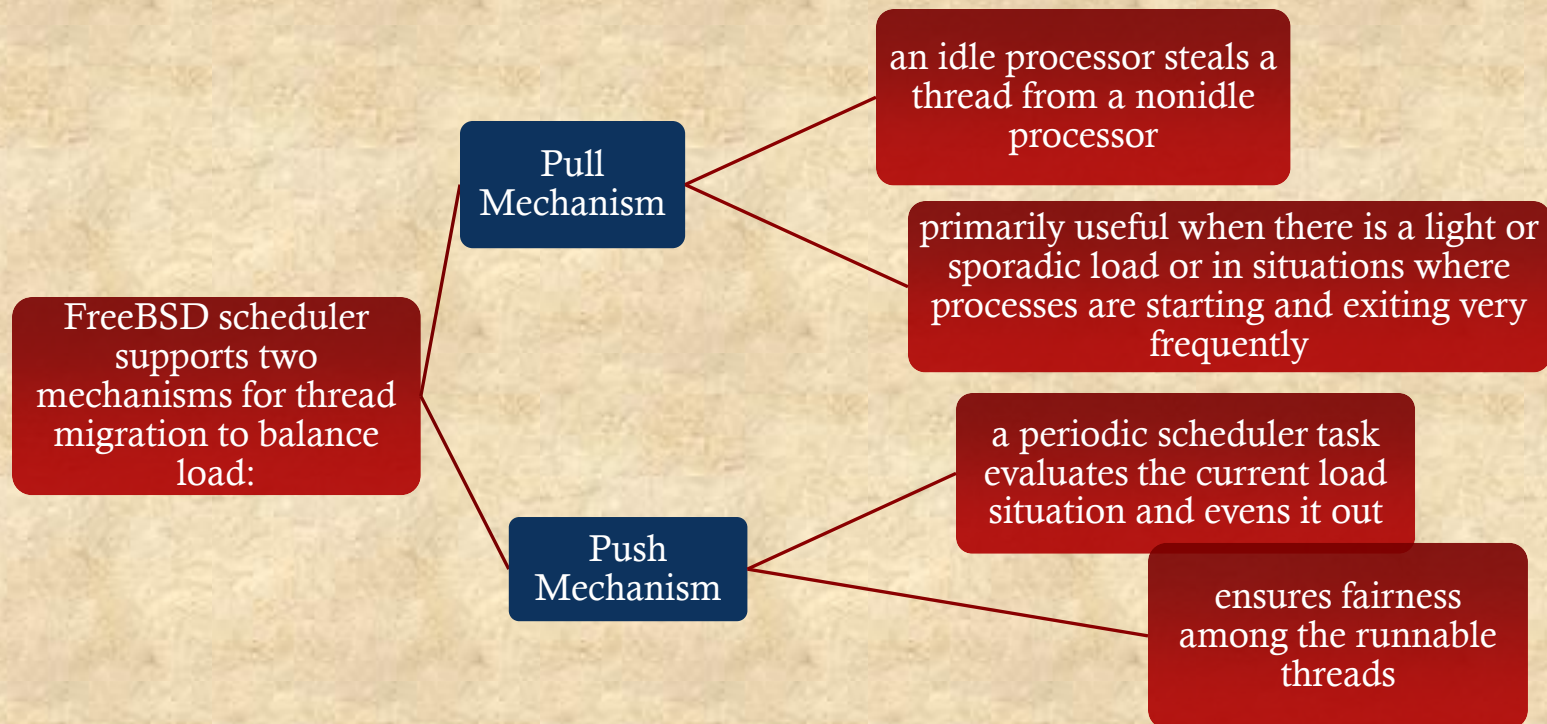 FreeBSD scheduler
supports two
mechanisms for thread
migration to balance
load:
Pull
Mechanism
an idle processor steals a
thread from a nonidle
processor
primarily useful when there is a light or
sporadic load or in situations where
processes are starting and exiting very
frequently
Push
Mechanism
a periodic scheduler task
evaluates the current load
situation and evens it out
ensures fairness
among the runnable
threads